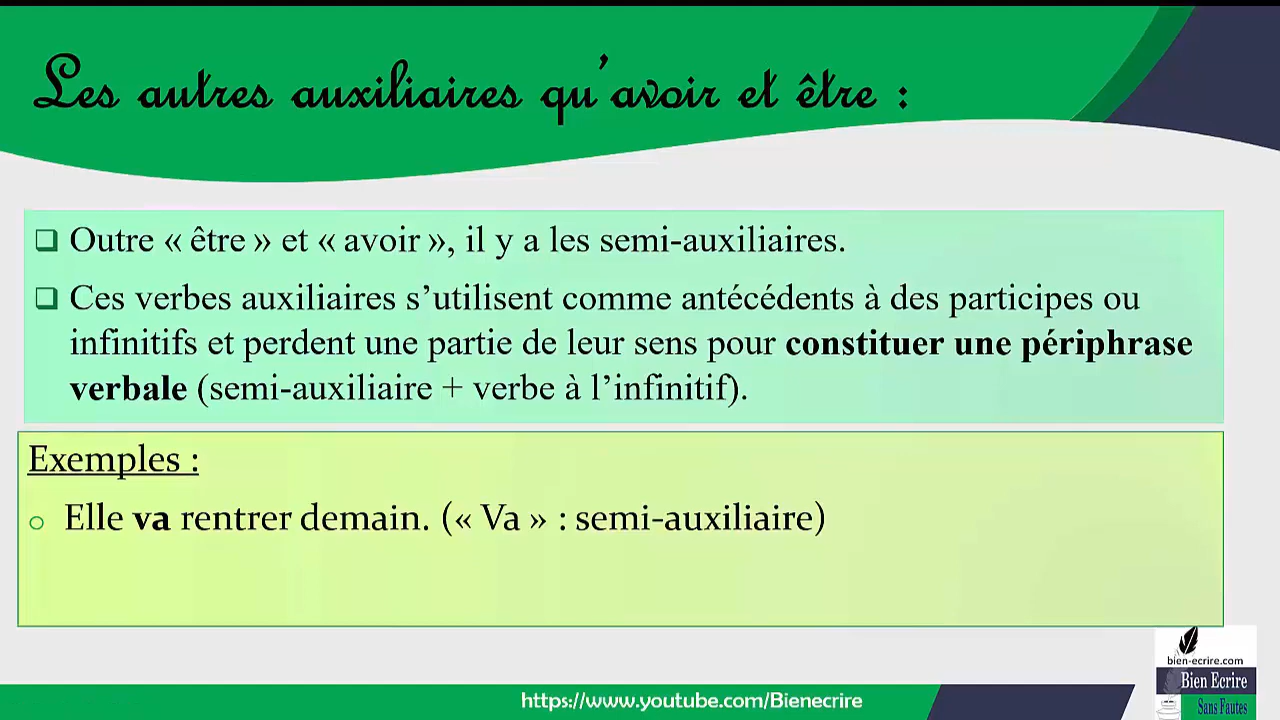 Les autres auxiliaires qu’avoir et être :
❑ Outre « être » et « avoir », il y a les semi-auxiliaires.
❑ Ces verbes auxiliaires s’utilisent comme antécédents à des participes ou
infinitifs et perdent une partie de leur sens pour constituer une périphrase
verbale (semi-auxiliaire + verbe à l’infinitif).
Exemples :
o Elle va rentrer demain. (« Va » : semi-auxiliaire)
bien-ecrire.com
Bien Ecrire
Sans Fautes
https://www.youtube.com/Bienecrire